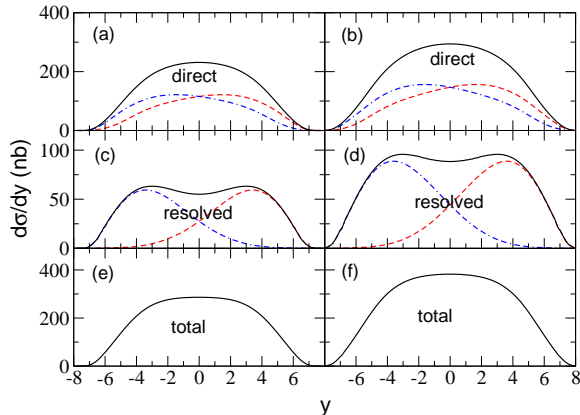 400
(a)
(b)
direct
direct
200
0
dσ/dy (nb)
100
(c)
(d)
50
resolved
resolved
0
400
(e)
(f)
200
total
total
0
-8 -6 -4 -2 0 2 4 6 -6 -4 -2 0 2 4 6 8
y